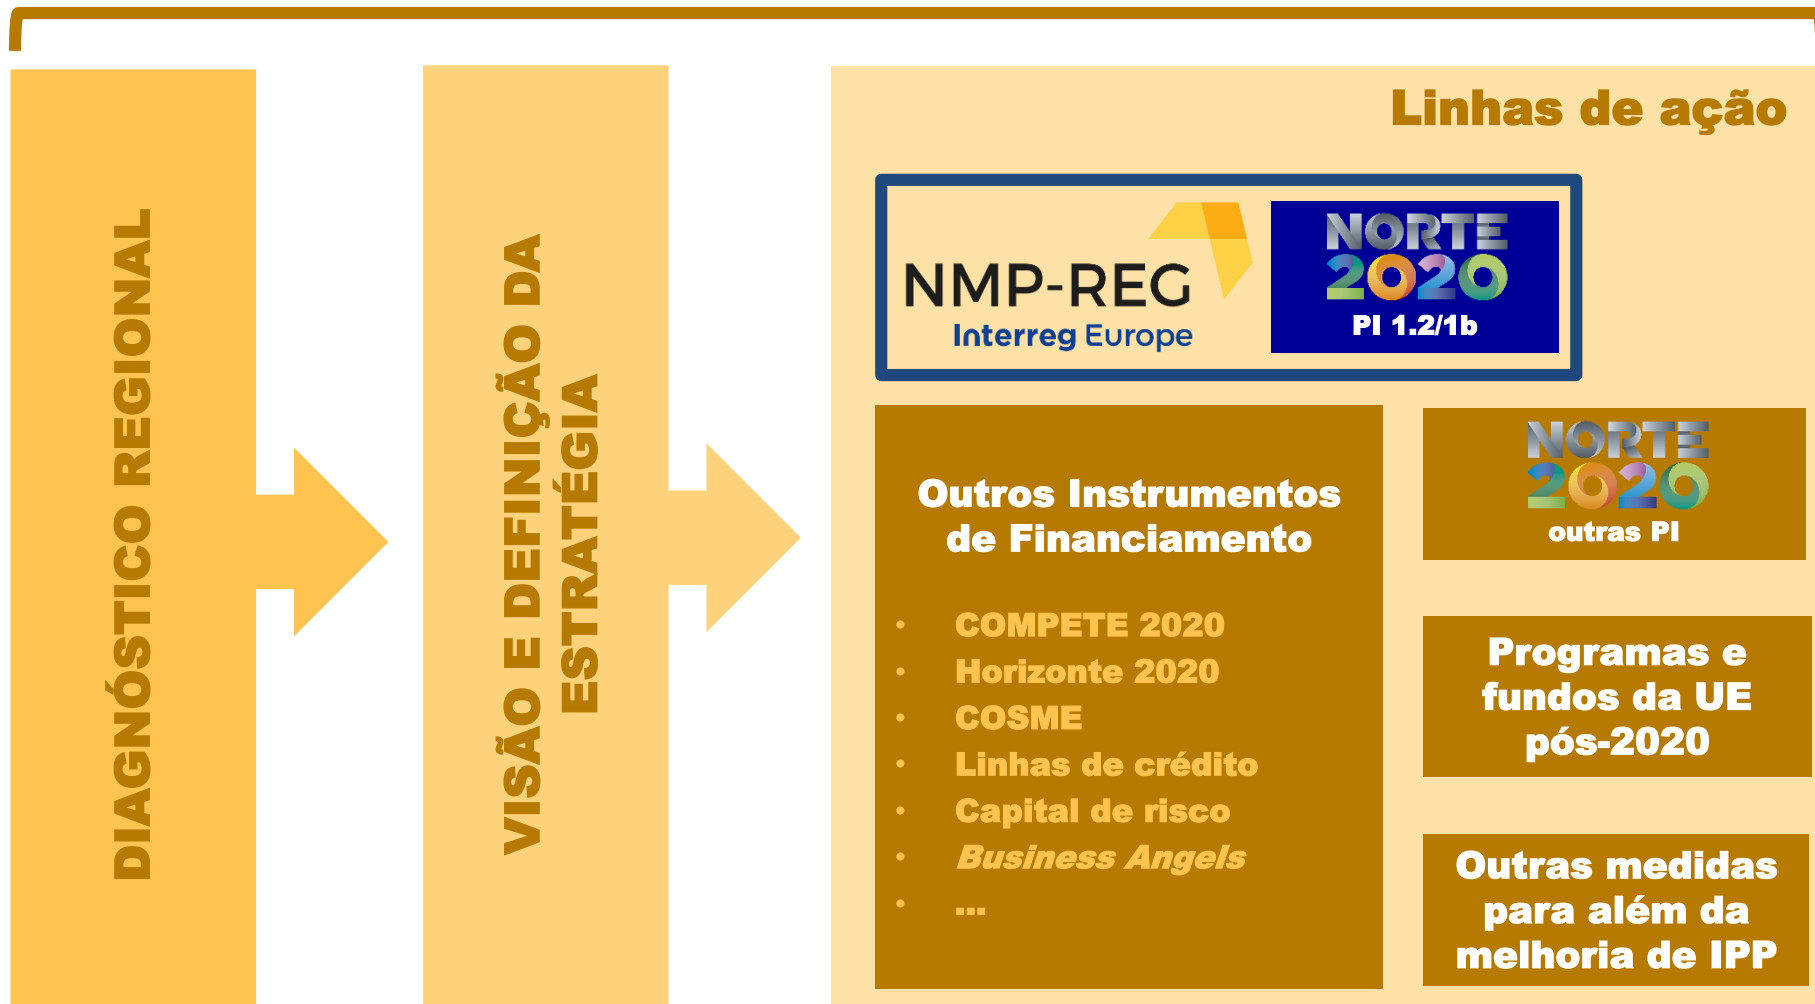 DIAGNÓSTICO REGIONAL
VISÃO E DEFINIÇÃO DA
ESTRATÉGIA
Linhas de ação
NMP-REG
Interreg Europe
NORTE
2020
PI 1.2/1b
Outros Instrumentos
de Financiamento
• COMPETE 2020
• Horizonte 2020
• COSME
• Linhas de crédito
• Capital de risco
• Business Angels
• ...
NORTE
2020
outras PI
Programas e
fundos da UE
pós-2020
Outras medidas
para além da
melhoria de IPP